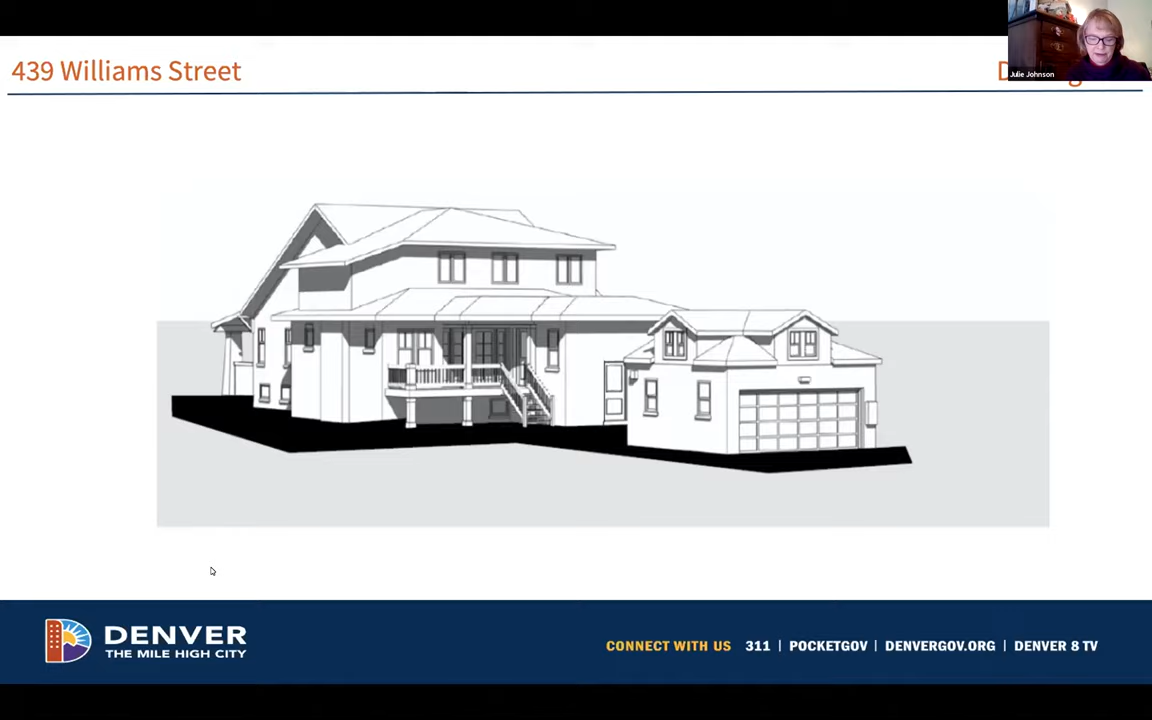 439 Williams Street
Julie Johnson
DENVER
THE MILE HIGH CITY
CONNECT WITH US 311 | POCKETGOV | DENVERGOV.ORG | DENVER 8 TV